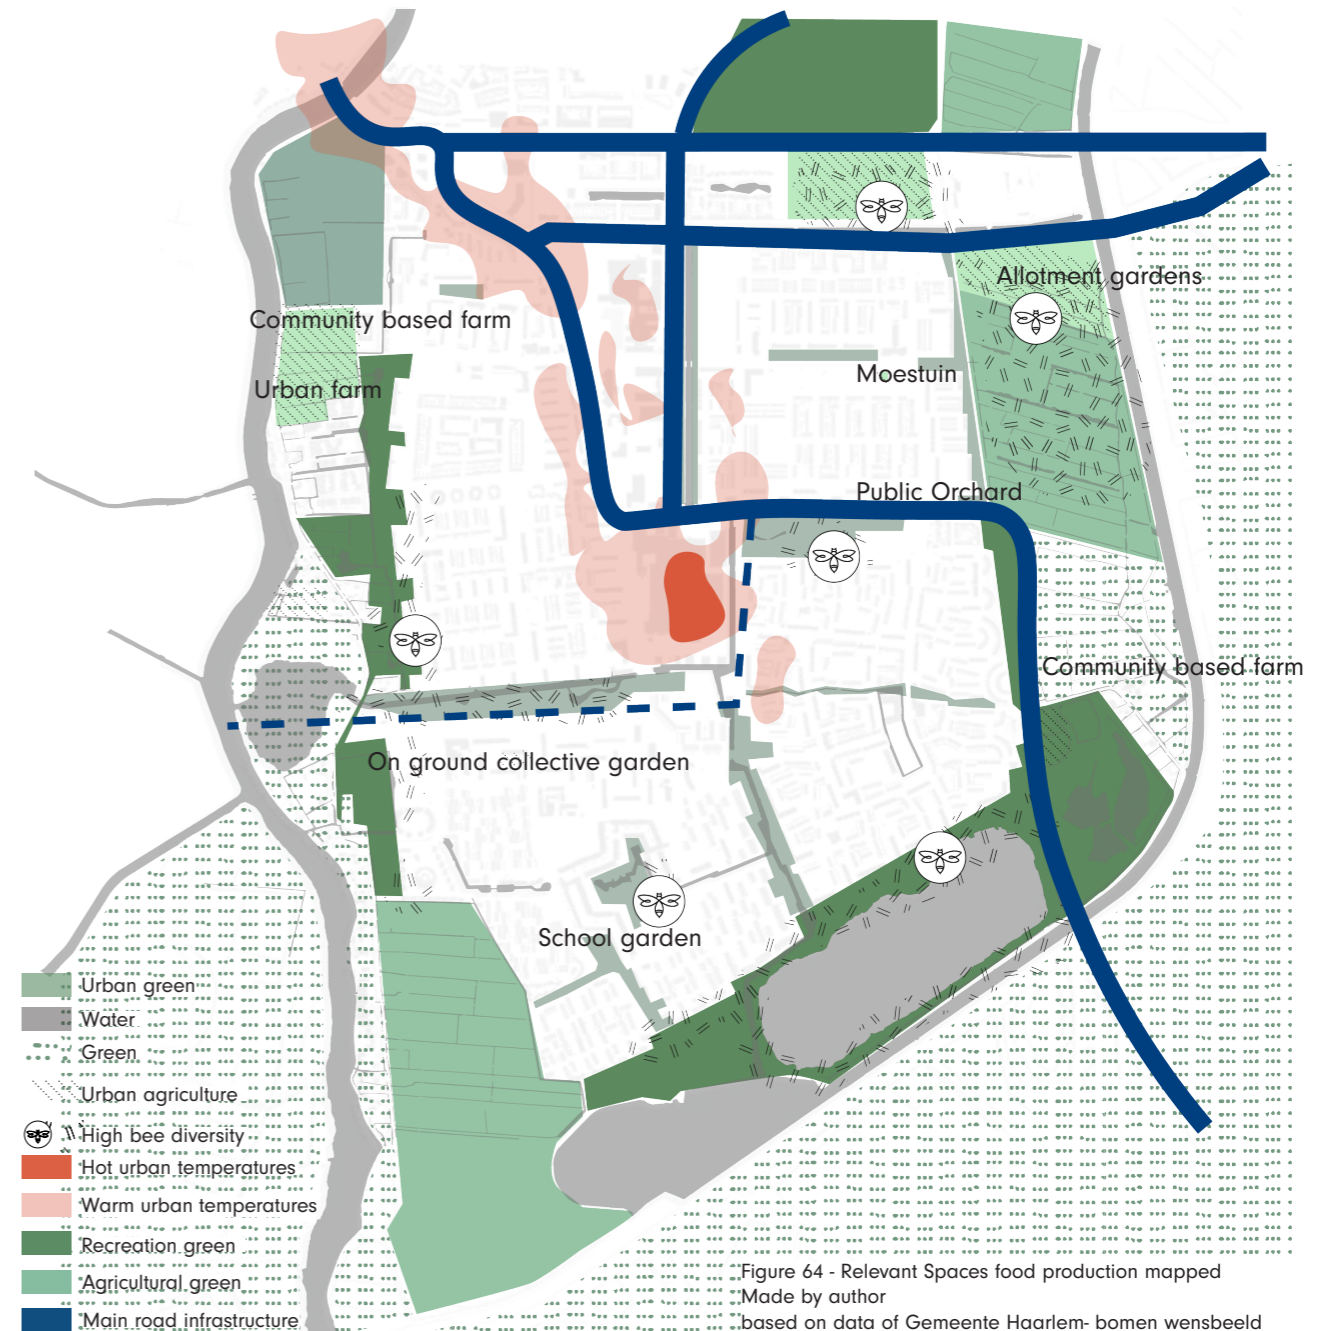 Allotment gardens
Community based farm
Moestuin
Urban farm
Public Orchard
Community based farm
On ground collective garden
School garden
Urban green
Water
Green
Urban agriculture
High bee diversity
Hot urban temperatures
Warm urban temperatures
Recreation green
Agricultural green
Main road infrastructure
Figure 64 - Relevant Spaces food production mapped
Made by author
based on data of Gemeente Haarlem- bomen wensbeeld